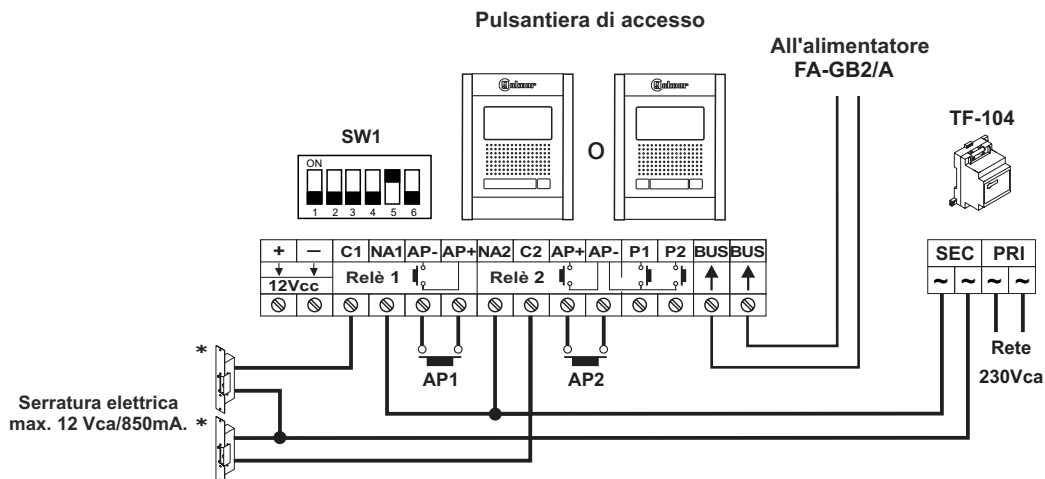 Pulsantiera di accesso
All'alimentatore
FA-GB2/A
TF-104
Golmar
Golmar
SW1
O
ON
1 2 3 4 5 6
+ − C1 NA1 AP- AP+ NA2 C2 AP+ AP- P1 P2 BUS BUS
12Vcc Relè 1 Relè 2
SEC PRI
~ ~ ~ ~
AP1
AP2
Rete
230Vca
*
Serratura elettrica
max. 12 Vca/850mA. *